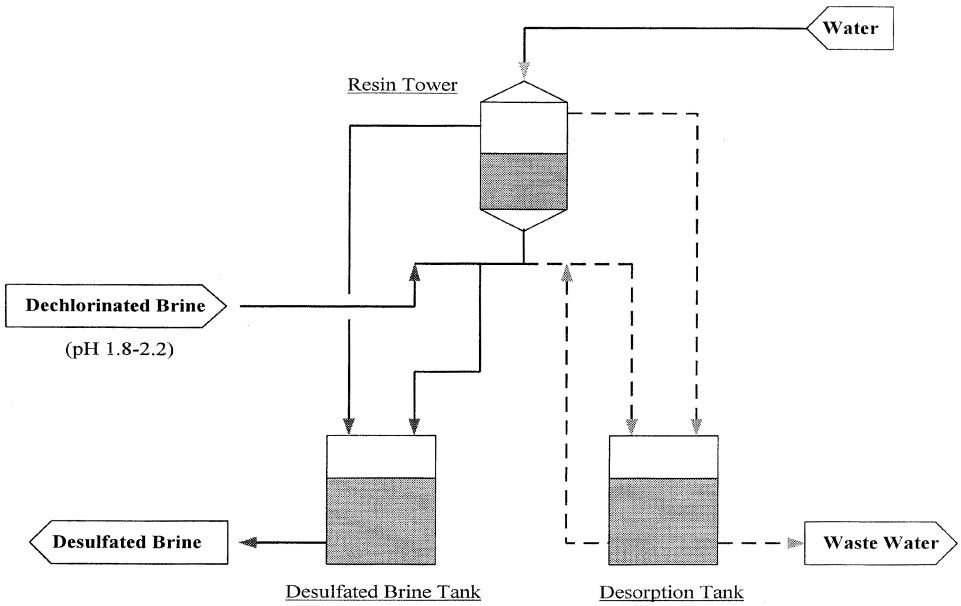 Water
Resin Tower
Dechlorinated Brine
(pH 1.8-2.2)
Desulfated Brine
Waste Water
Desulfated Brine Tank
Desorption Tank